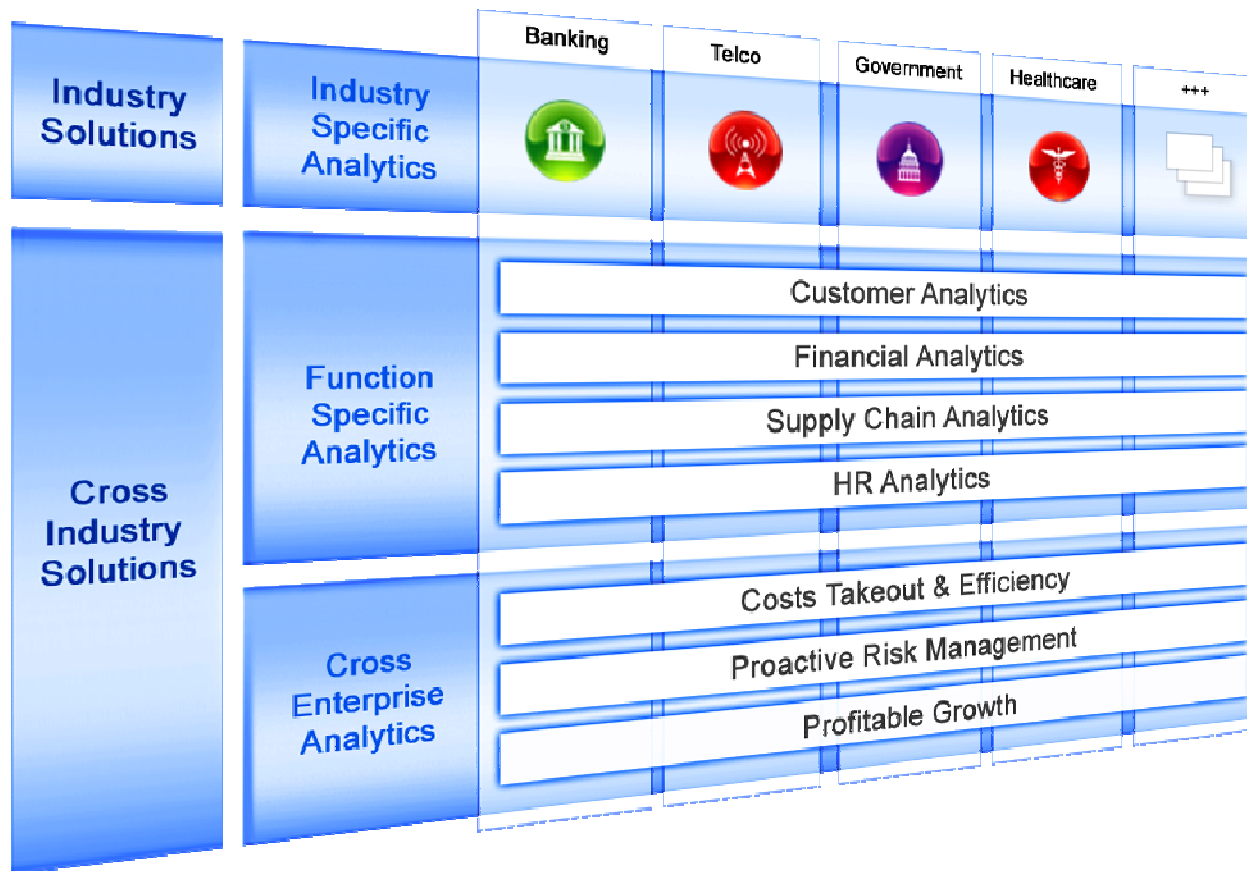 Banking
Telco
Government
Healthcare
+++
Industry
Solutions
Industry
Specific
Analytics
Cross
Industry
Solutions
Function
Specific
Analytics
Customer Analytics
Financial Analytics
Supply Chain Analytics
HR Analytics
Cross
Enterprise
Analytics
Costs Takeout & Efficiency
Proactive Risk Management
Profitable Growth